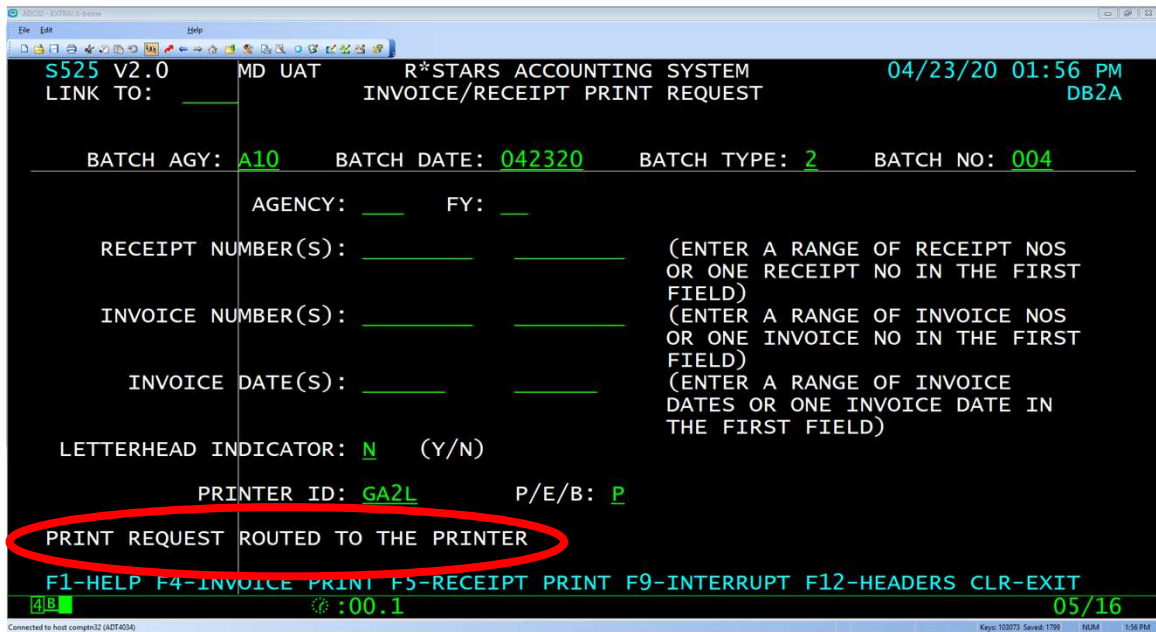 ADC02 - EXTRA! X-treme
File Edit Help
S525 V2.0 MD UAT R*STARS ACCOUNTING SYSTEM 04/23/20 01:56 PM
LINK TO: INVOICE/RECEIPT PRINT REQUEST DB2A
BATCH AGY: A10 BATCH DATE: 042320 BATCH TYPE: 2 BATCH NO: 004
AGENCY: FY:
RECEIPT NUMBER(S): (ENTER A RANGE OF RECEIPT NOS
OR ONE RECEIPT NO IN THE FIRST
FIELD)
INVOICE NUMBER(S): (ENTER A RANGE OF INVOICE NOS
OR ONE INVOICE NO IN THE FIRST
FIELD)
INVOICE DATE(S): (ENTER A RANGE OF INVOICE
DATES OR ONE INVOICE DATE IN
THE FIRST FIELD)
LETTERHEAD INDICATOR: N (Y/N)
PRINTER ID: GA2L P/E/B: P
PRINT REQUEST ROUTED TO THE PRINTER
F1-HELP F4-INVOICE PRINT F5-RECEIPT PRINT F9-INTERRUPT F12-HEADERS CLR-EXIT
4B :00.1 05/16
Connected to host comptn32 (ADT4034) Keys: 103073 Saved: 1799 NUM 1:56 PM